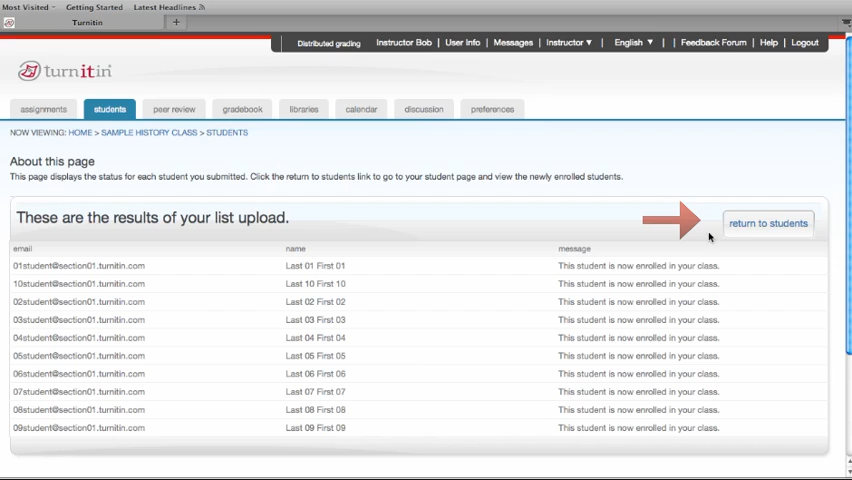 Most Visited Getting Started Latest Headlines
Turnitin +
Distributed grading Instructor Bob | User Info | Messages | Instructor ▼ | English ▼ | | Feedback Forum | Help | Logout
turnitin
assignments students peer review gradebook libraries calendar discussion preferences
NOW VIEWING: HOME > SAMPLE HISTORY CLASS > STUDENTS
About this page
This page displays the status for each student you submitted. Click the return to students link to go to your student page and view the newly enrolled students.
These are the results of your list upload. return to students
email name message
01student@section01.turnitin.com Last 01 First 01 This student is now enrolled in your class.
10student@section01.turnitin.com Last 10 First 10 This student is now enrolled in your class.
02student@section01.turnitin.com Last 02 First 02 This student is now enrolled in your class.
03student@section01.turnitin.com Last 03 First 03 This student is now enrolled in your class.
04student@section01.turnitin.com Last 04 First 04 This student is now enrolled in your class.
05student@section01.turnitin.com Last 05 First 05 This student is now enrolled in your class.
06student@section01.turnitin.com Last 06 First 06 This student is now enrolled in your class.
07student@section01.turnitin.com Last 07 First 07 This student is now enrolled in your class.
08student@section01.turnitin.com Last 08 First 08 This student is now enrolled in your class.
09student@section01.turnitin.com Last 09 First 09 This student is now enrolled in your class.